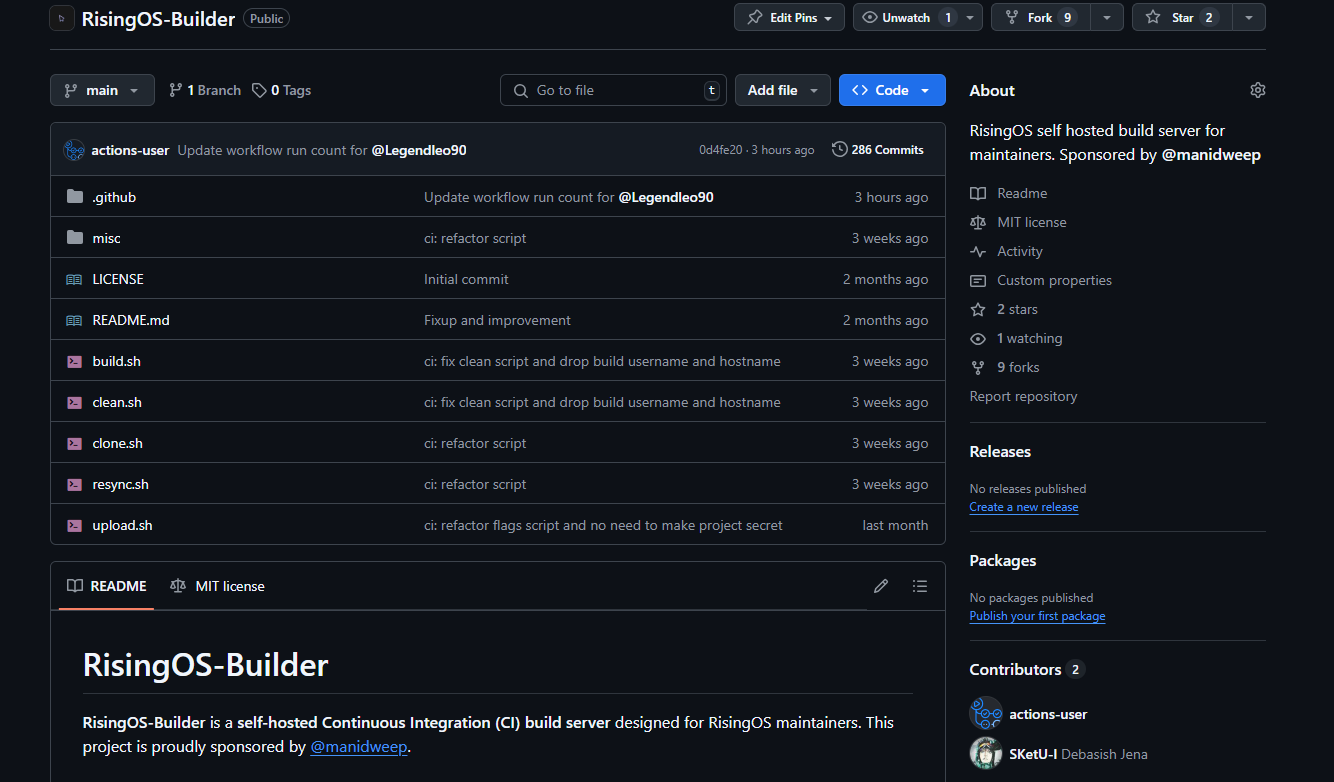 RisingOS-Builder Public
Edit Pins Unwatch 1 Fork 9 Star 2
main 1 Branch 0 Tags Go to file t Add file Code
actions-user Update workflow run count for @Legendleo90 0d4fe20 · 3 hours ago 286 Commits
.github Update workflow run count for @Legendleo90 3 hours ago
misc ci: refactor script 3 weeks ago
LICENSE Initial commit 2 months ago
README.md Fixup and improvement 2 months ago
build.sh ci: fix clean script and drop build username and hostname 3 weeks ago
clean.sh ci: fix clean script and drop build username and hostname 3 weeks ago
clone.sh ci: refactor script 3 weeks ago
resync.sh ci: refactor script 3 weeks ago
upload.sh ci: refactor flags script and no need to make project secret last month
README MIT license
RisingOS-Builder
RisingOS-Builder is a self-hosted Continuous Integration (CI) build server designed for RisingOS maintainers. This
project is proudly sponsored by @manidweep.
About
RisingOS self hosted build server for
maintainers. Sponsored by @manidweep
Readme
MIT license
Activity
Custom properties
2 stars
1 watching
9 forks
Report repository
Releases
No releases published
Create a new release
Packages
No packages published
Publish your first package
Contributors 2
actions-user
SKetU-l Debasish Jena